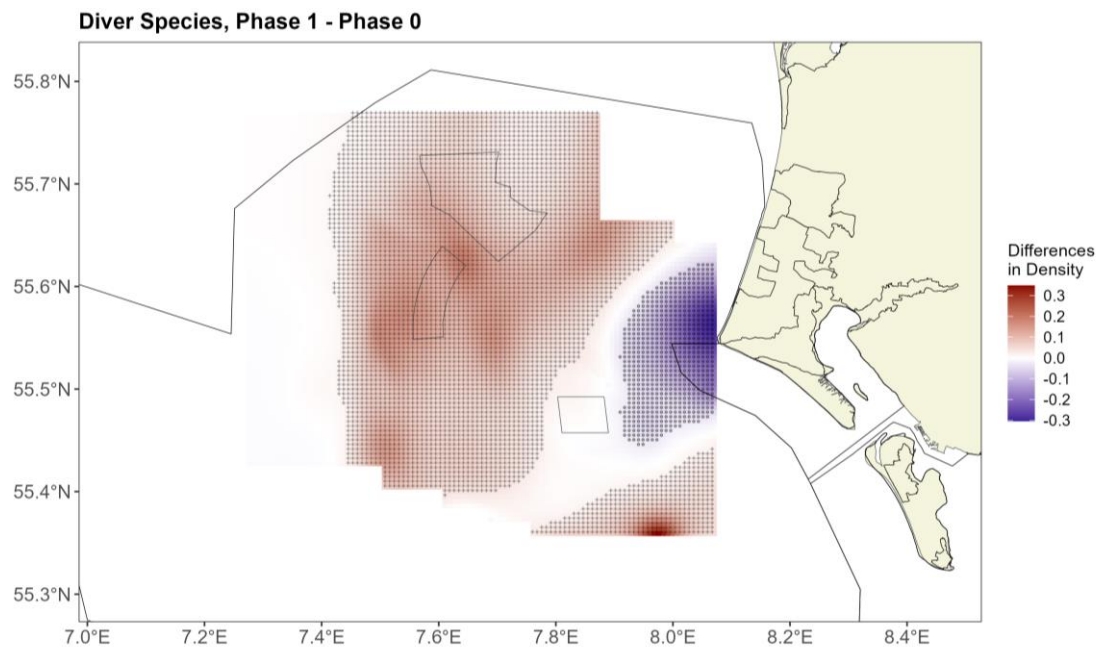 Diver Species, Phase 1 - Phase 0
55.8°N
55.7°N
55.6°N
55.5°N
55.4°N
55.3°N
7.0°E 7.2°E 7.4°E 7.6°E 7.8°E 8.0°E 8.2°E 8.4°E
Differences
in Density
0.3
0.2
0.1
0.0
-0.1
-0.2
-0.3